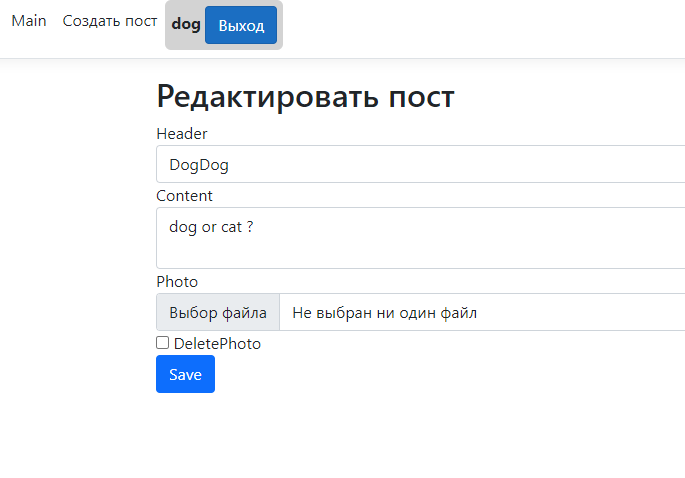 Main Создать пост dog Выход
Редактировать пост
Header
DogDog
Content
dog or cat ?
Photo
Выбор файла Не выбран ни один файл
DeletePhoto
Save